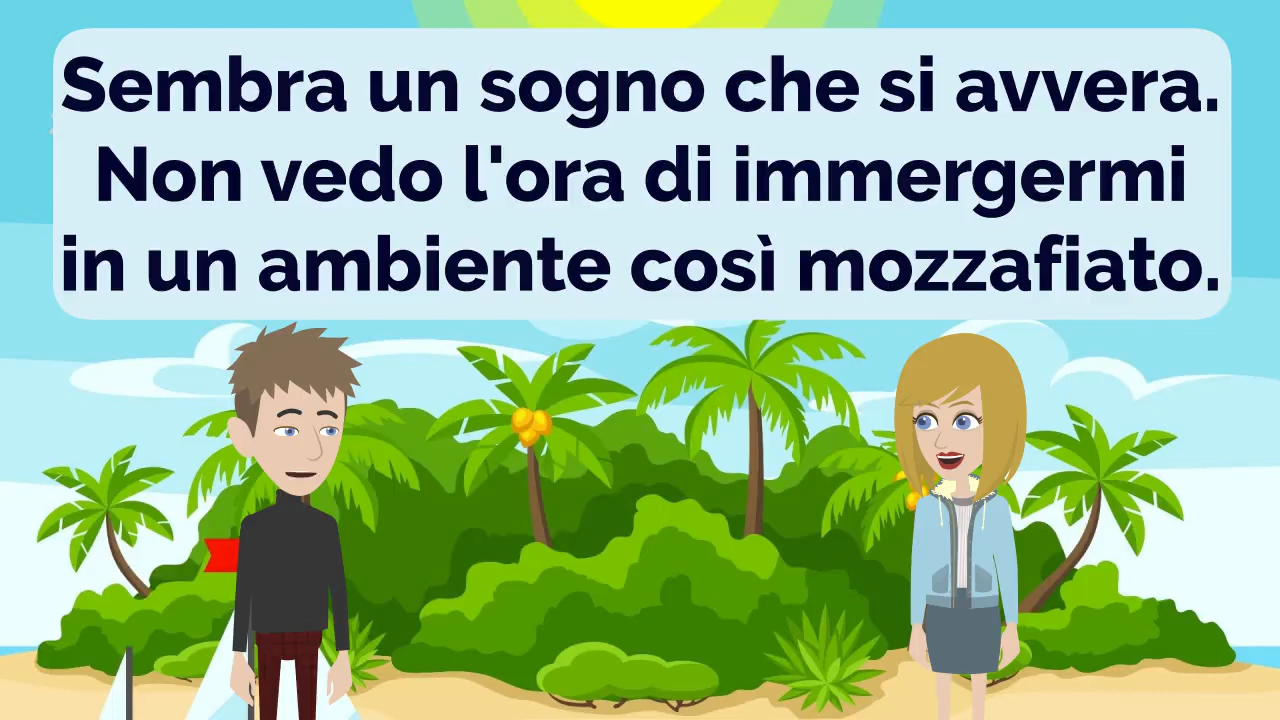 Sembra un sogno che si avvera.
Non vedo l'ora di immergermi
in un ambiente così mozzafiato.